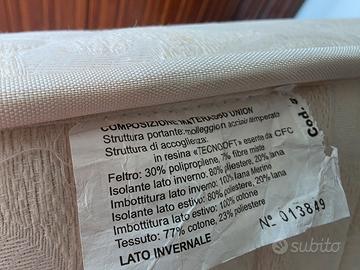 COMPOSIZIONE MATERASSO UNION
Struttura portante: molleggio in acciaio temperato
Struttura di accoglienza:
in resina «TECNOOFT» esente da CFC
Feltro: 30% polipropilene, 7% fibre miste
Isolante lato inverno: 80% poliestere, 20% lana
Imbottitura lato inverno: 100% lana Merino
Isolante lato estivo: 80% poliestere, 20% lana
Imbottitura lato estivo: 100% cotone
Tessuto: 77% cotone, 23% poliestere
LATO INVERNALE
Nº 013849
Cod.
subito